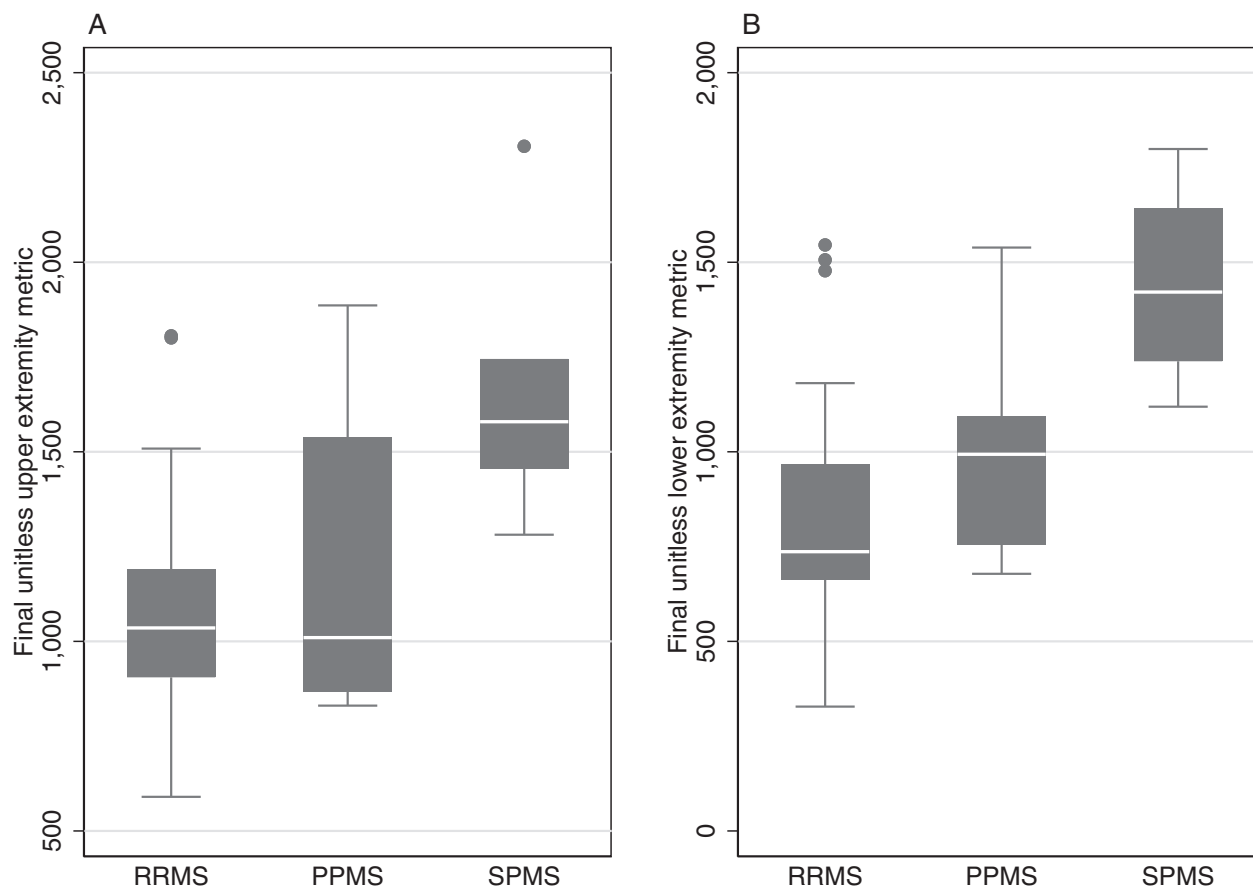 A
Final unitless upper extremity metric
2,500
2,000
1,500
1,000
500
RRMS PPMS SPMS
B
Final unitless lower extremity metric
2,000
1,500
1,000
500
0
RRMS PPMS SPMS